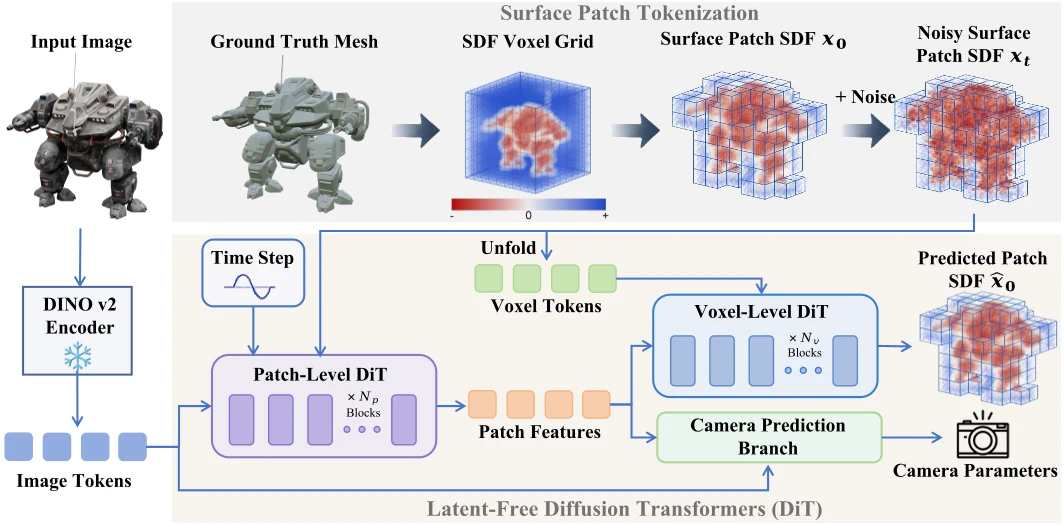 Surface Patch Tokenization
Input Image
Ground Truth Mesh
SDF Voxel Grid
Surface Patch SDF x₀
Noisy Surface
Patch SDF xₜ
+ Noise
- 0 +
Time Step
Unfold
Voxel Tokens
Predicted Patch
SDF x̂₀
DINO v2
Encoder
Voxel-Level DiT
× Nᵥ
Blocks
Patch-Level DiT
× Nₚ
Blocks
Patch Features
Camera Prediction
Branch
Camera Parameters
Image Tokens
Latent-Free Diffusion Transformers (DiT)